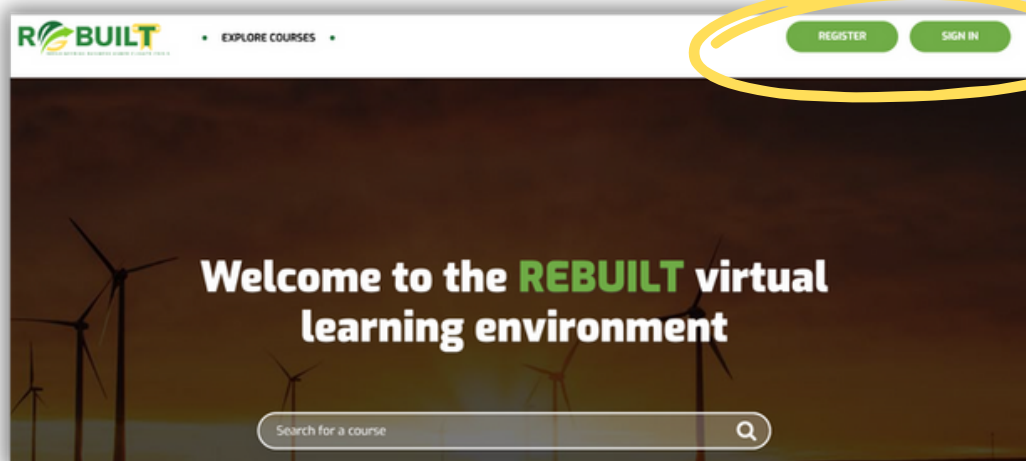 REBUILT
• EXPLORE COURSES •
REGISTER
SIGN IN
Welcome to the REBUILT virtual
learning environment
Search for a course